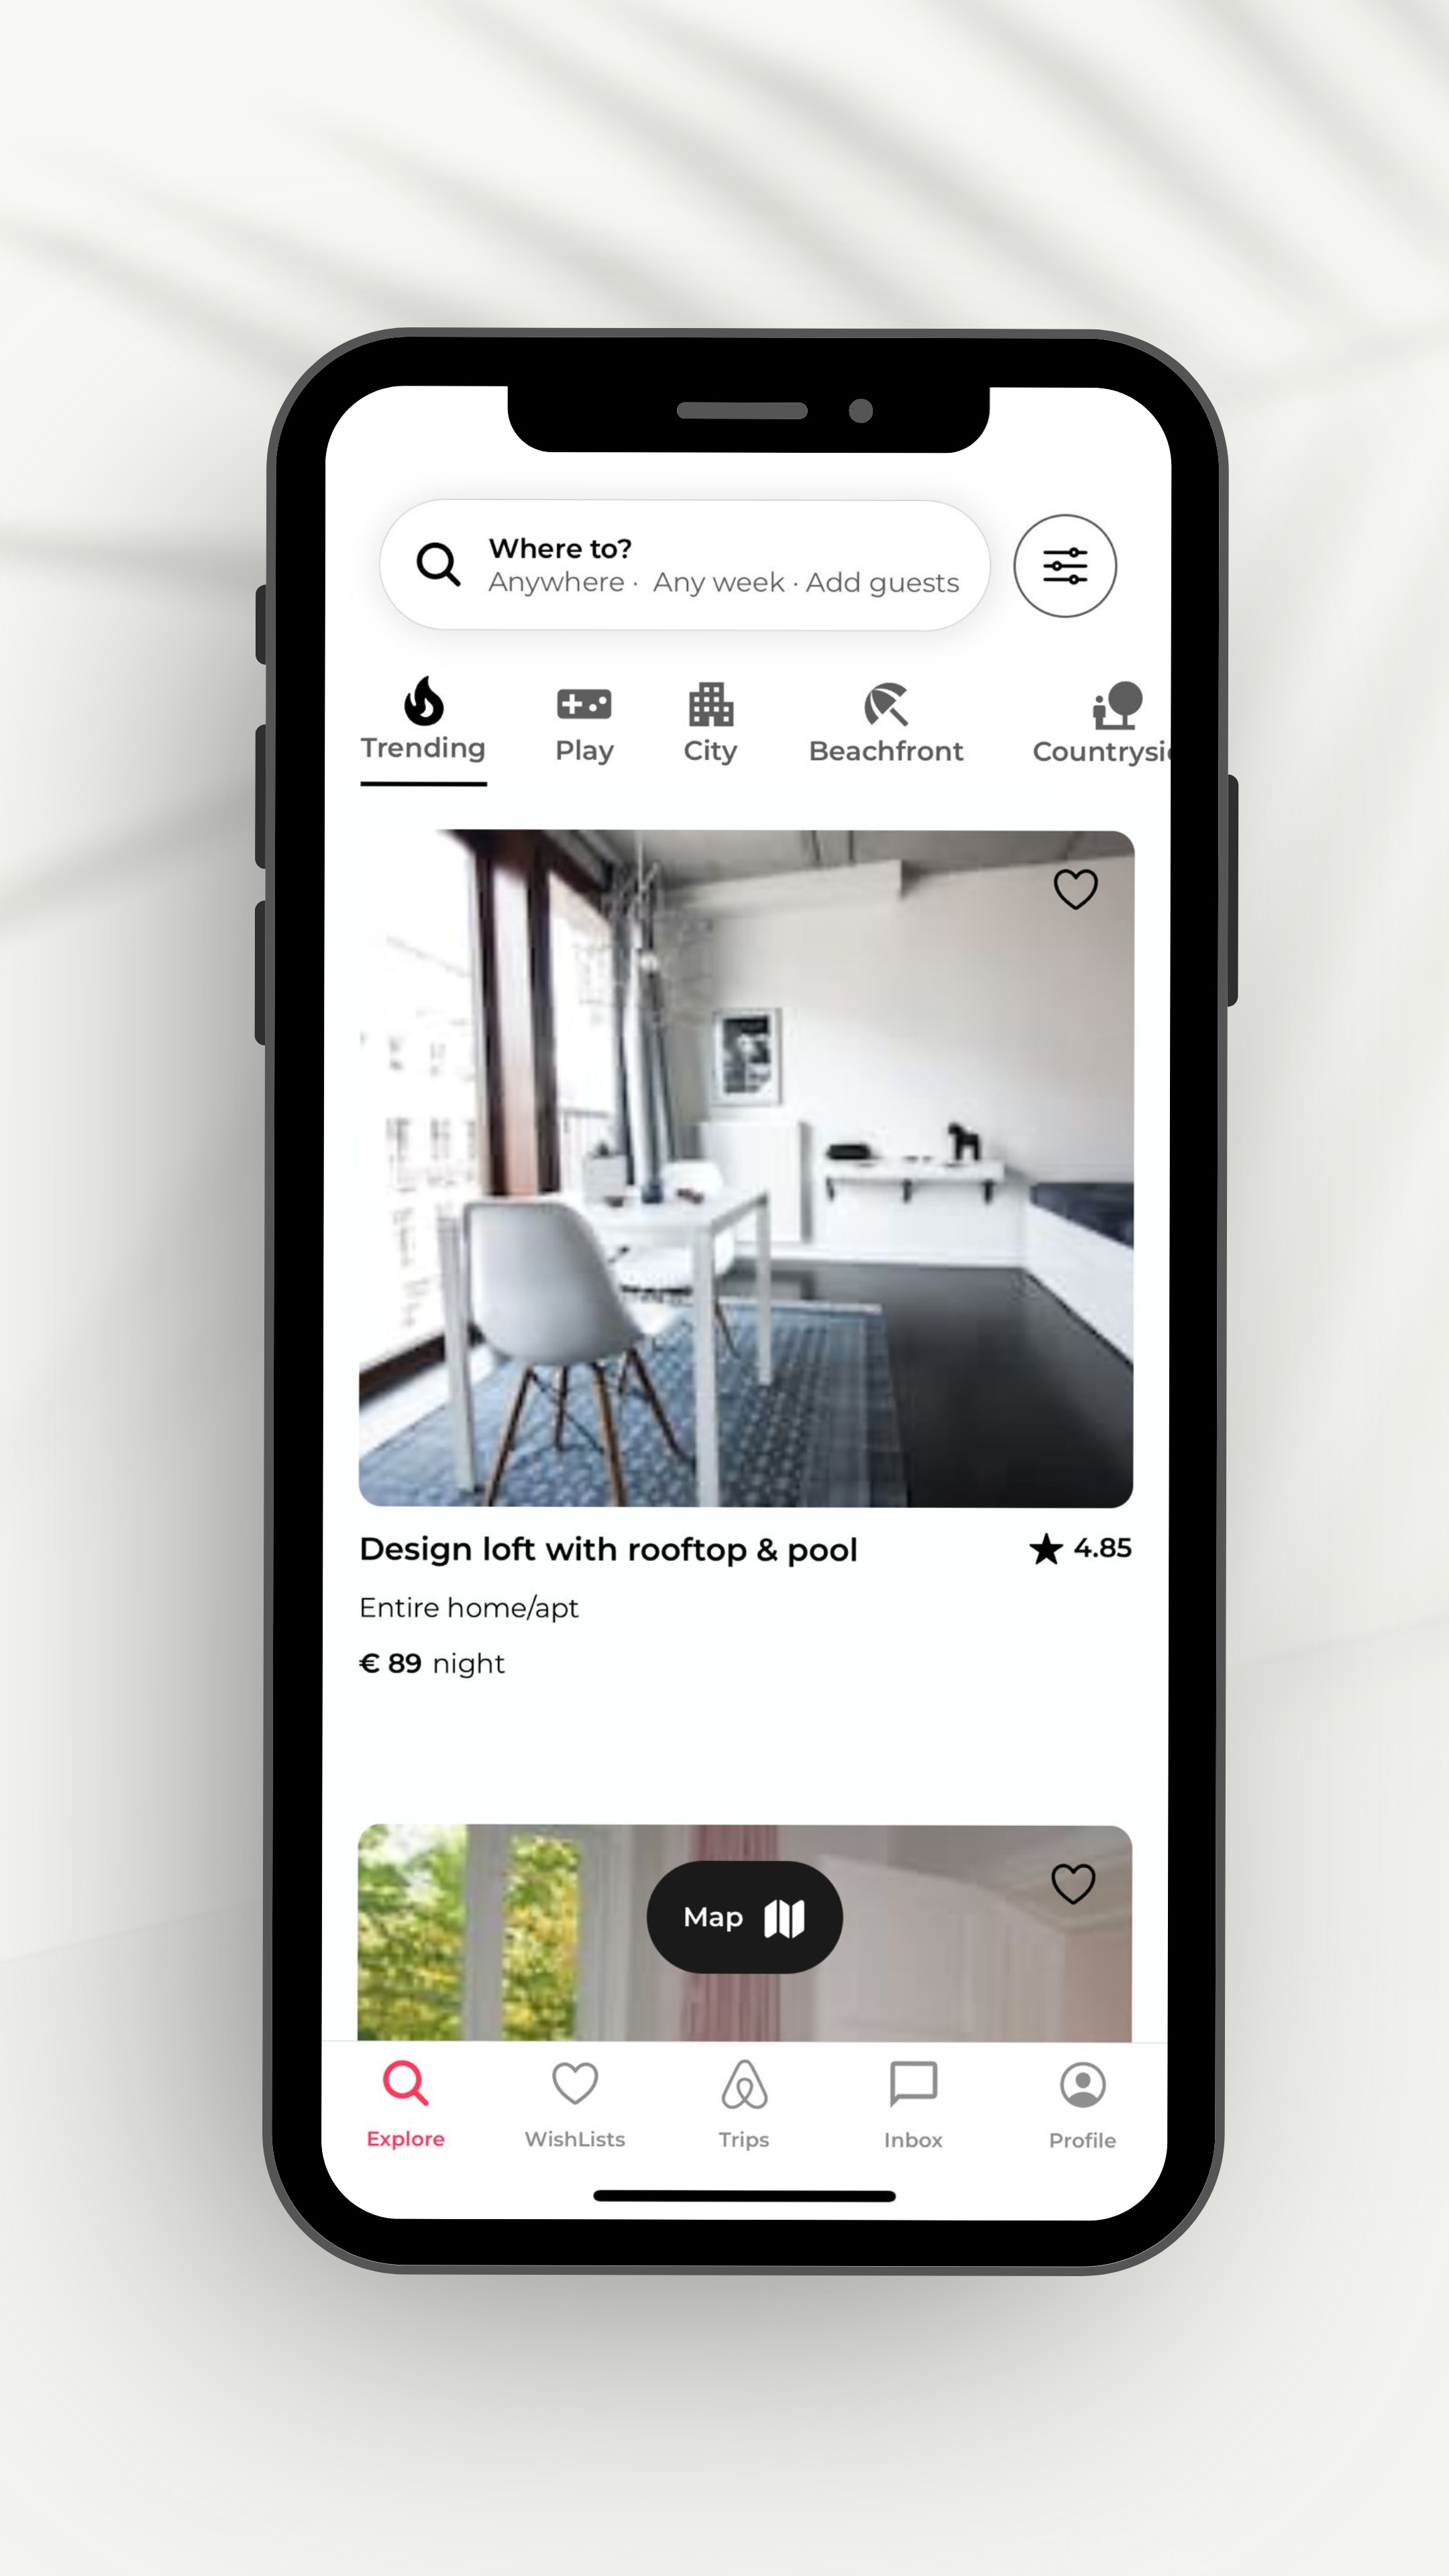 Where to?
Anywhere · Any week · Add guests
Trending Play City Beachfront Countrysi
Design loft with rooftop & pool ★ 4.85
Entire home/apt
€ 89 night
Map
Explore WishLists Trips Inbox Profile